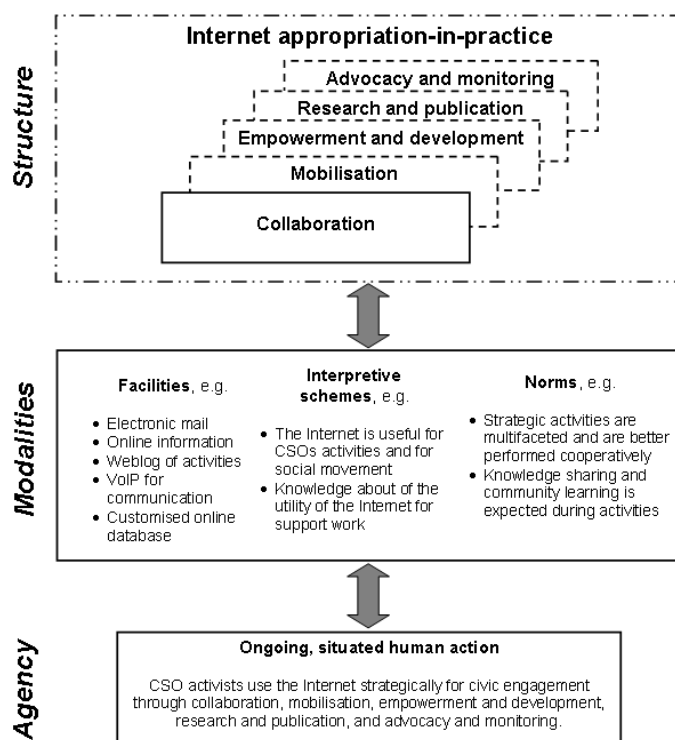 Structure
Internet appropriation-in-practice
Advocacy and monitoring
Research and publication
Empowerment and development
Mobilisation
Collaboration
Modalities
Facilities, e.g.
• Electronic mail
• Online information
• Weblog of activities
• VoIP for
communication
• Customised online
database
Interpretive
schemes, e.g.
• The Internet is useful for
CSOs activities and for
social movement
• Knowledge about of the
utility of the Internet for
support work
Norms, e.g.
• Strategic activities are
multifaceted and are better
performed cooperatively
• Knowledge sharing and
community learning is
expected during activities
Agency
Ongoing, situated human action
CSO activists use the Internet strategically for civic engagement
through collaboration, mobilisation, empowerment and development,
research and publication, and advocacy and monitoring.